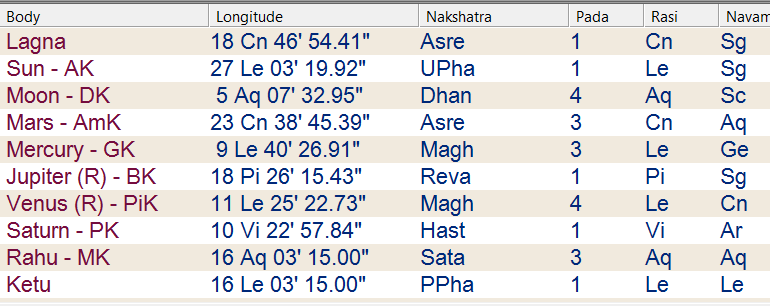 Body Longitude Nakshatra Pada Rasi Navam
Lagna 18 Cn 46' 54.41" Asre 1 Cn Sg
Sun - AK 27 Le 03' 19.92" UPha 1 Le Sg
Moon - DK 5 Aq 07' 32.95" Dhan 4 Aq Sc
Mars - AmK 23 Cn 38' 45.39" Asre 3 Cn Aq
Mercury - GK 9 Le 40' 26.91" Magh 3 Le Ge
Jupiter (R) - BK 18 Pi 26' 15.43" Reva 1 Pi Sg
Venus (R) - PiK 11 Le 25' 22.73" Magh 4 Le Cn
Saturn - PK 10 Vi 22' 57.84" Hast 1 Vi Ar
Rahu - MK 16 Aq 03' 15.00" Sata 3 Aq Aq
Ketu 16 Le 03' 15.00" PPha 1 Le Le